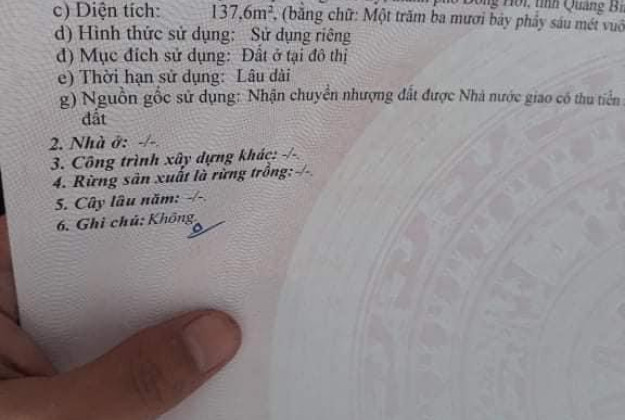 phố Đồng Hới, tỉnh Quảng
c) Diện tích: 137,6m², (bằng chữ: Một trăm ba mươi bảy phẩy sáu mét vuô
d) Hình thức sử dụng: Sử dụng riêng
đ) Mục đích sử dụng: Đất ở tại đô thị
e) Thời hạn sử dụng: Lâu dài
g) Nguồn gốc sử dụng: Nhận chuyển nhượng đất được Nhà nước giao có thu tiền
đất
2. Nhà ở: -/-.
3. Công trình xây dựng khác: -/-.
4. Rừng sản xuất là rừng trồng: -/-.
5. Cây lâu năm: -/-.
6. Ghi chú: Không.